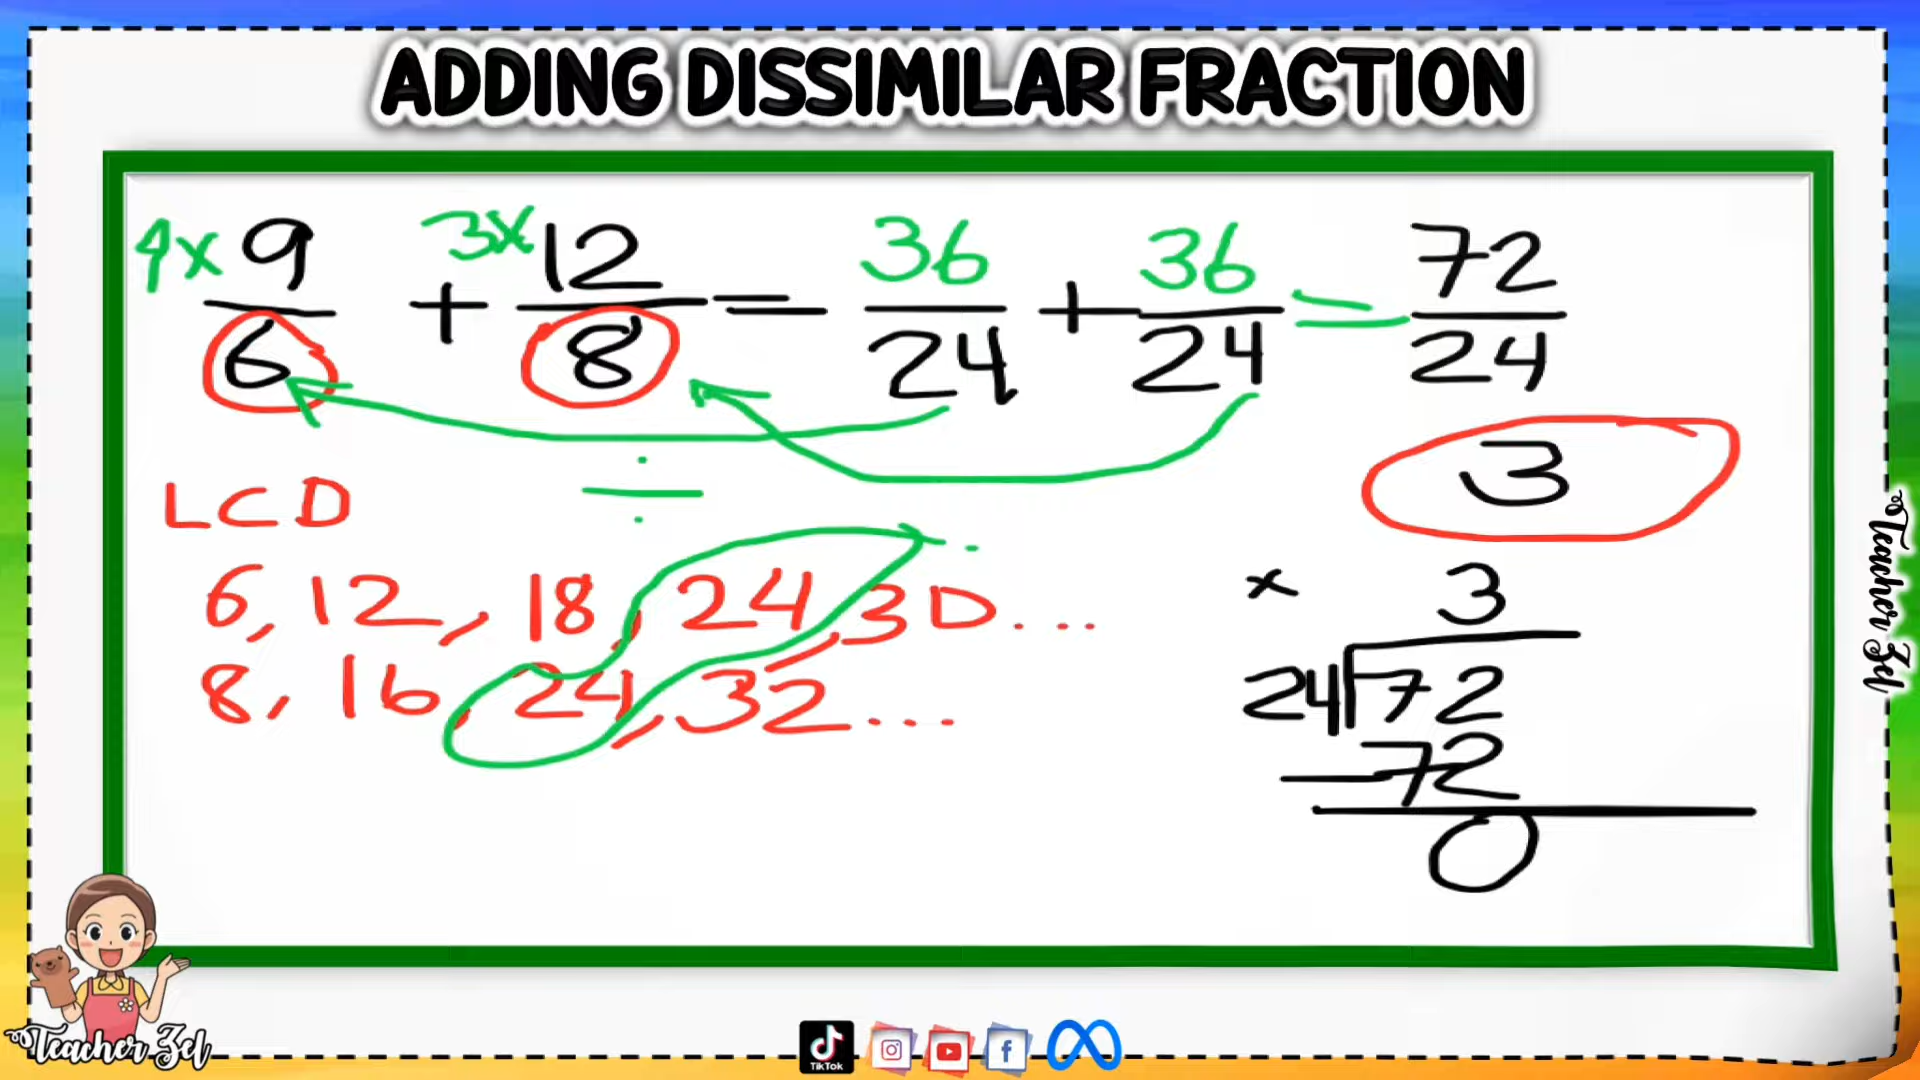 ADDING DISSIMILAR FRACTION
4x 9/6 + 3x 12/8 = 36/24 + 36/24 = 72/24
÷
3
LCD
6, 12, 18, 24, 30...
8, 16, 24, 32...
x 3
24 72
- 72
0
Teacher Zel
Teacher Zel
TikTok